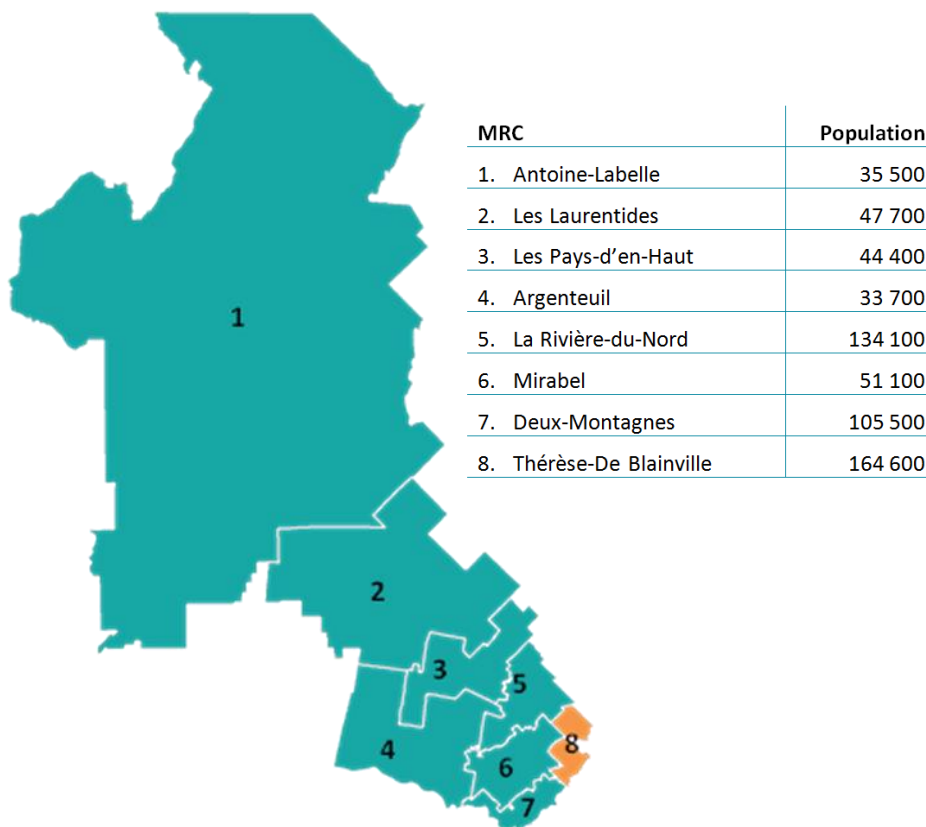 MRC Population
1. Antoine-Labelle 35 500
2. Les Laurentides 47 700
3. Les Pays-d'en-Haut 44 400
4. Argenteuil 33 700
5. La Rivière-du-Nord 134 100
6. Mirabel 51 100
7. Deux-Montagnes 105 500
8. Thérèse-De Blainville 164 600
1
2
3
5
4
8
6
7